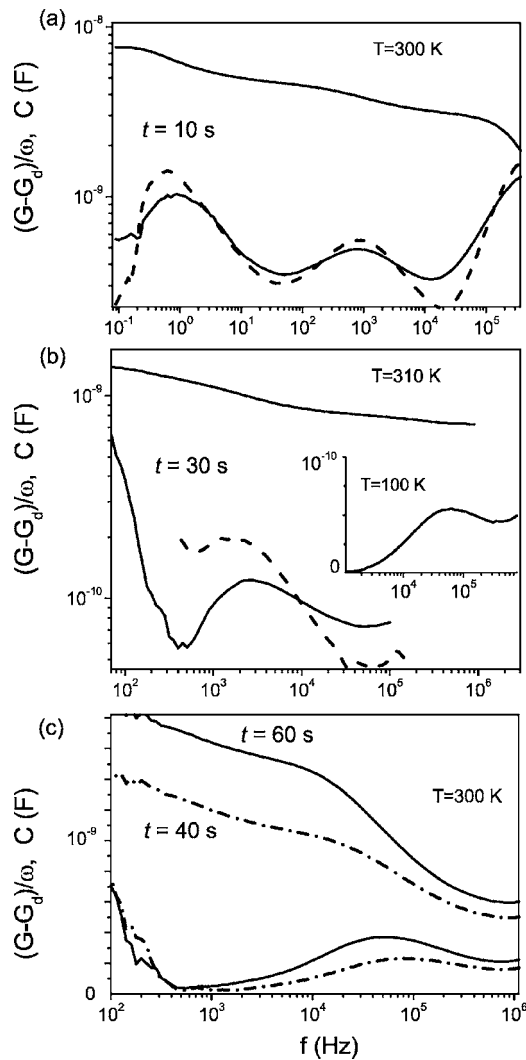 (a)
10⁻⁸
T=300 K
t = 10 s
10⁻⁹
(G-G_d)/ω, C (F)
10⁻¹ 10⁰ 10¹ 10² 10³ 10⁴ 10⁵
(b)
10⁻⁹
T=310 K
t = 30 s
10⁻¹⁰
T=100 K
0
10⁴ 10⁵
10⁻¹⁰
(G-G_d)/ω, C (F)
10² 10³ 10⁴ 10⁵ 10⁶
(c)
t = 60 s
T=300 K
10⁻⁹
t = 40 s
0
(G-G_d)/ω, C (F)
10² 10³ 10⁴ 10⁵ 10⁶
f (Hz)